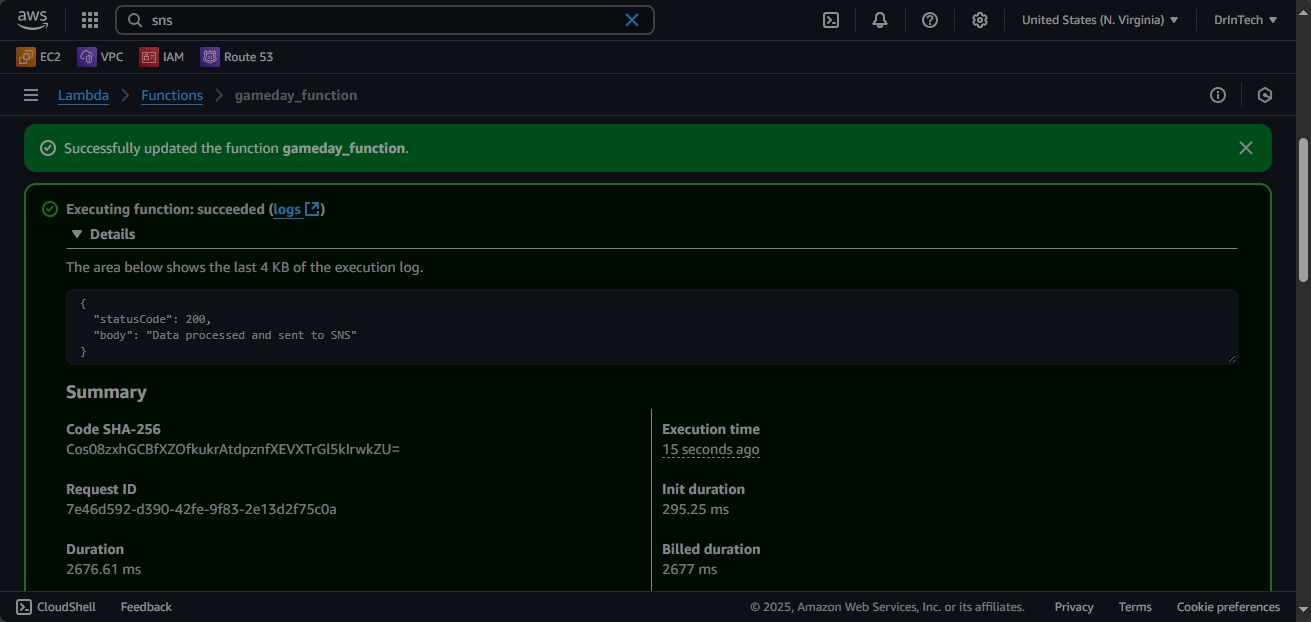 aws
sns
United States (N. Virginia)
DrInTech
EC2
VPC
IAM
Route 53
Lambda
Functions
gameday_function
Successfully updated the function gameday_function.
Executing function: succeeded (logs)
Details
The area below shows the last 4 KB of the execution log.
{
"statusCode": 200,
"body": "Data processed and sent to SNS"
}
Summary
Code SHA-256
Cos08zxhGCBfXZOfkukrAtdpznfXEVXTrGl5kIrwkZU=
Execution time
15 seconds ago
Request ID
7e46d592-d390-42fe-9f83-2e13d2f75c0a
Init duration
295.25 ms
Duration
2676.61 ms
Billed duration
2677 ms
CloudShell
Feedback
© 2025, Amazon Web Services, Inc. or its affiliates.
Privacy
Terms
Cookie preferences